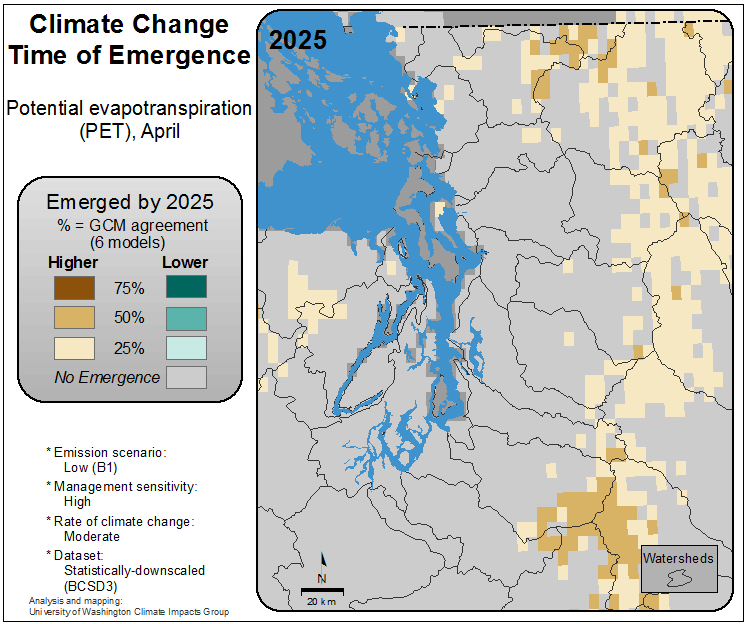 Climate Change
Time of Emergence
Potential evapotranspiration
(PET), April
Emerged by 2025
% = GCM agreement
(6 models)
Higher Lower
75%
50%
25%
No Emergence
* Emission scenario:
Low (B1)
* Management sensitivity:
High
* Rate of climate change:
Moderate
* Dataset:
Statistically-downscaled
(BCSD3)
Analysis and mapping:
University of Washington Climate Impacts Group
2025
N
20 km
Watersheds